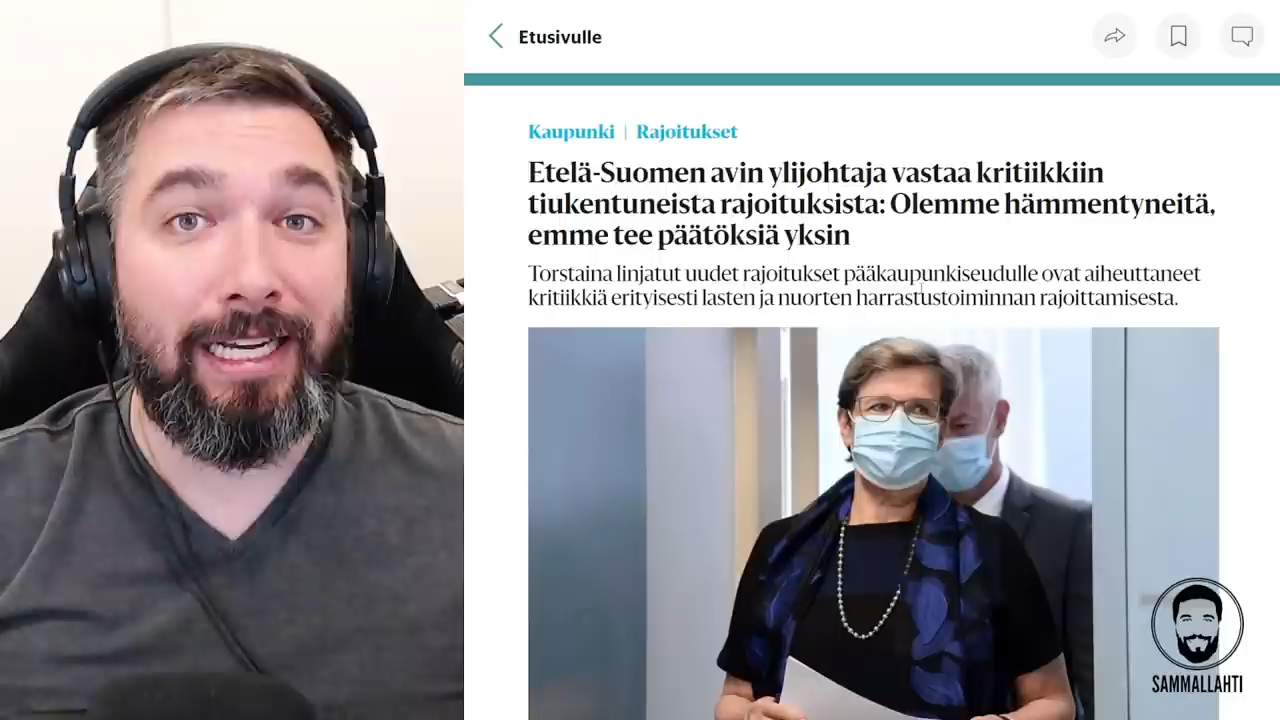 Etusivulle
Kaupunki | Rajoitukset
Etelä-Suomen avin ylijohtaja vastaa kritiikkiin
tiukentuneista rajoituksista: Olemme hämmentyneitä,
emme tee päätöksiä yksin
Torstaina linjatut uudet rajoitukset pääkaupunkiseudulle ovat aiheuttaneet
kritiikkiä erityisesti lasten ja nuorten harrastustoiminnan rajoittamisesta.
SAMMALLAHTI